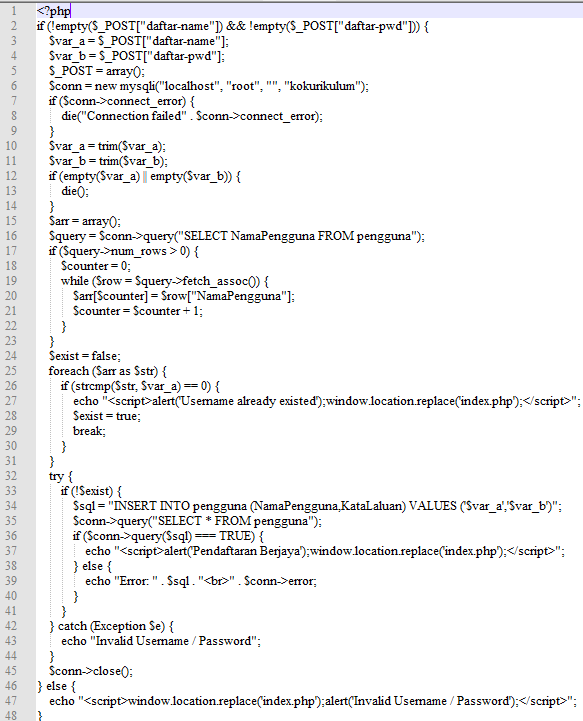 1 <?php
2 if (!empty($_POST["daftar-name"]) && !empty($_POST["daftar-pwd"])) {
3 $var_a = $_POST["daftar-name"];
4 $var_b = $_POST["daftar-pwd"];
5 $_POST = array();
6 $conn = new mysqli("localhost", "root", "", "kokurikulum");
7 if ($conn->connect_error) {
8 die("Connection failed" . $conn->connect_error);
9 }
10 $var_a = trim($var_a);
11 $var_b = trim($var_b);
12 if (empty($var_a) || empty($var_b)) {
13 die();
14 }
15 $arr = array();
16 $query = $conn->query("SELECT NamaPengguna FROM pengguna");
17 if ($query->num_rows > 0) {
18 $counter = 0;
19 while ($row = $query->fetch_assoc()) {
20 $arr[$counter] = $row["NamaPengguna"];
21 $counter = $counter + 1;
22 }
23 }
24 $exist = false;
25 foreach ($arr as $str) {
26 if (strcmp($str, $var_a) == 0) {
27 echo "<script>alert('Username already existed');window.location.replace('index.php');</script>";
28 $exist = true;
29 break;
30 }
31 }
32 try {
33 if (!$exist) {
34 $sql = "INSERT INTO pengguna (NamaPengguna,KataLaluan) VALUES ('$var_a','$var_b')";
35 $conn->query("SELECT * FROM pengguna");
36 if ($conn->query($sql) === TRUE) {
37 echo "<script>alert('Pendaftaran Berjaya');window.location.replace('index.php');</script>";
38 } else {
39 echo "Error: " . $sql . "<br>" . $conn->error;
40 }
41 }
42 } catch (Exception $e) {
43 echo "Invalid Username / Password";
44 }
45 $conn->close();
46 } else {
47 echo "<script>window.location.replace('index.php');alert('Invalid Username / Password');</script>";
48 }